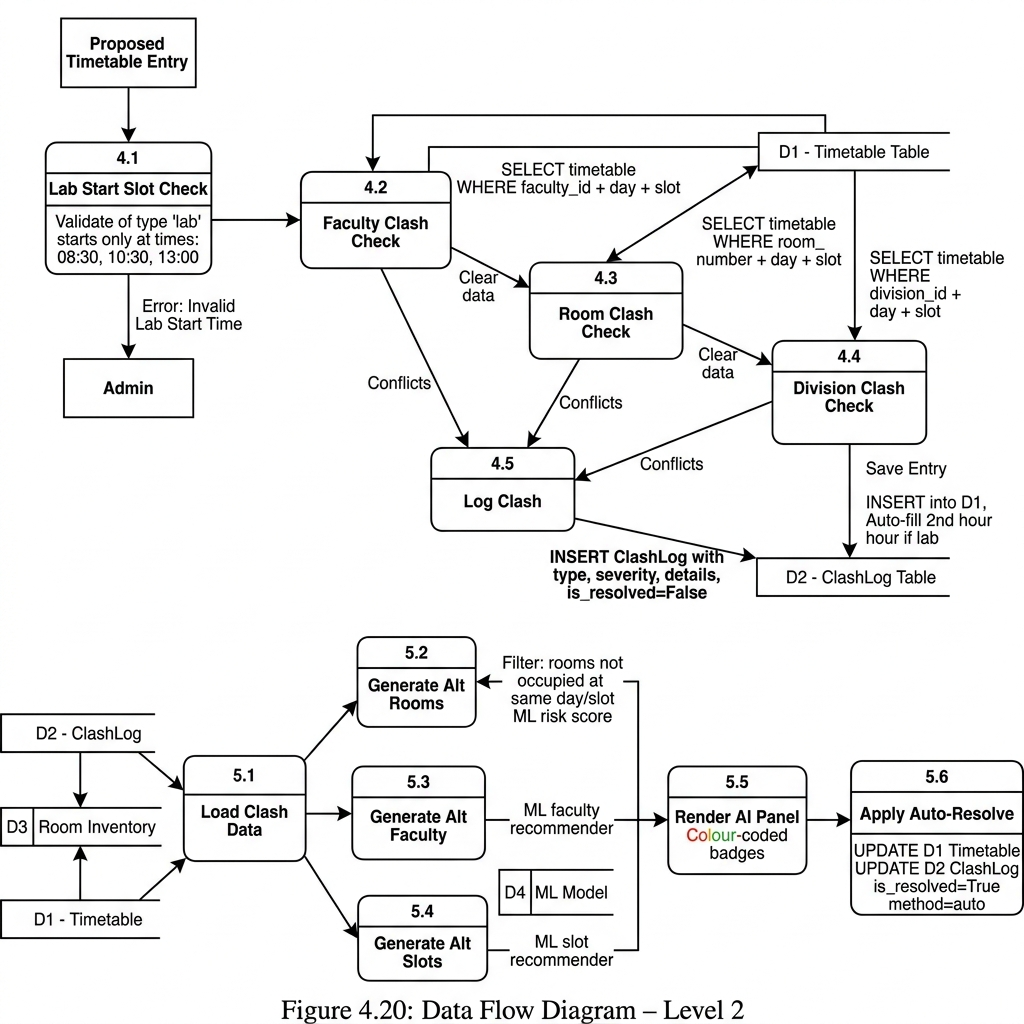 Proposed
Timetable Entry
4.1
Lab Start Slot Check
Validate of type 'lab'
starts only at times:
08:30, 10:30, 13:00
Error: Invalid
Lab Start Time
Admin
4.2
Faculty Clash
Check
SELECT timetable
WHERE faculty_id + day + slot
D1 - Timetable Table
Clear
data
4.3
Room Clash
Check
SELECT timetable
WHERE room_
number + day + slot
SELECT timetable
WHERE
division_id +
day + slot
Clear
data
4.4
Division Clash
Check
Conflicts
Conflicts
Conflicts
4.5
Log Clash
Save Entry
INSERT into D1,
Auto-fill 2nd hour
hour if lab
INSERT ClashLog with
type, severity, details,
is_resolved=False
D2 - ClashLog Table
5.2
Generate Alt
Rooms
Filter: rooms not
occupied at
same day/slot
ML risk score
D2 - ClashLog
D3 Room Inventory
D1 - Timetable
5.1
Load Clash
Data
5.3
Generate Alt
Faculty
ML faculty
recommender
D4 ML Model
5.4
Generate Alt
Slots
ML slot
recommender
5.5
Render AI Panel
Colour-coded
badges
5.6
Apply Auto-Resolve
UPDATE D1 Timetable
UPDATE D2 ClashLog
is_resolved=True
method=auto
Figure 4.20: Data Flow Diagram – Level 2